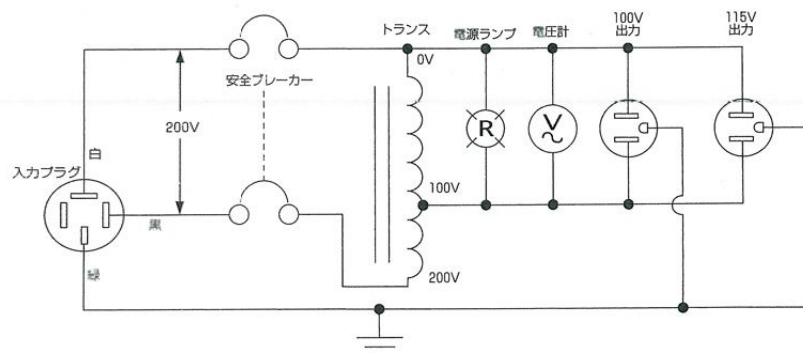 トランス
電源ランプ
電圧計
100V
出力
115V
出力
0V
安全ブレーカー
200V
白
入力プラグ
R
V
100V
黒
200V
緑